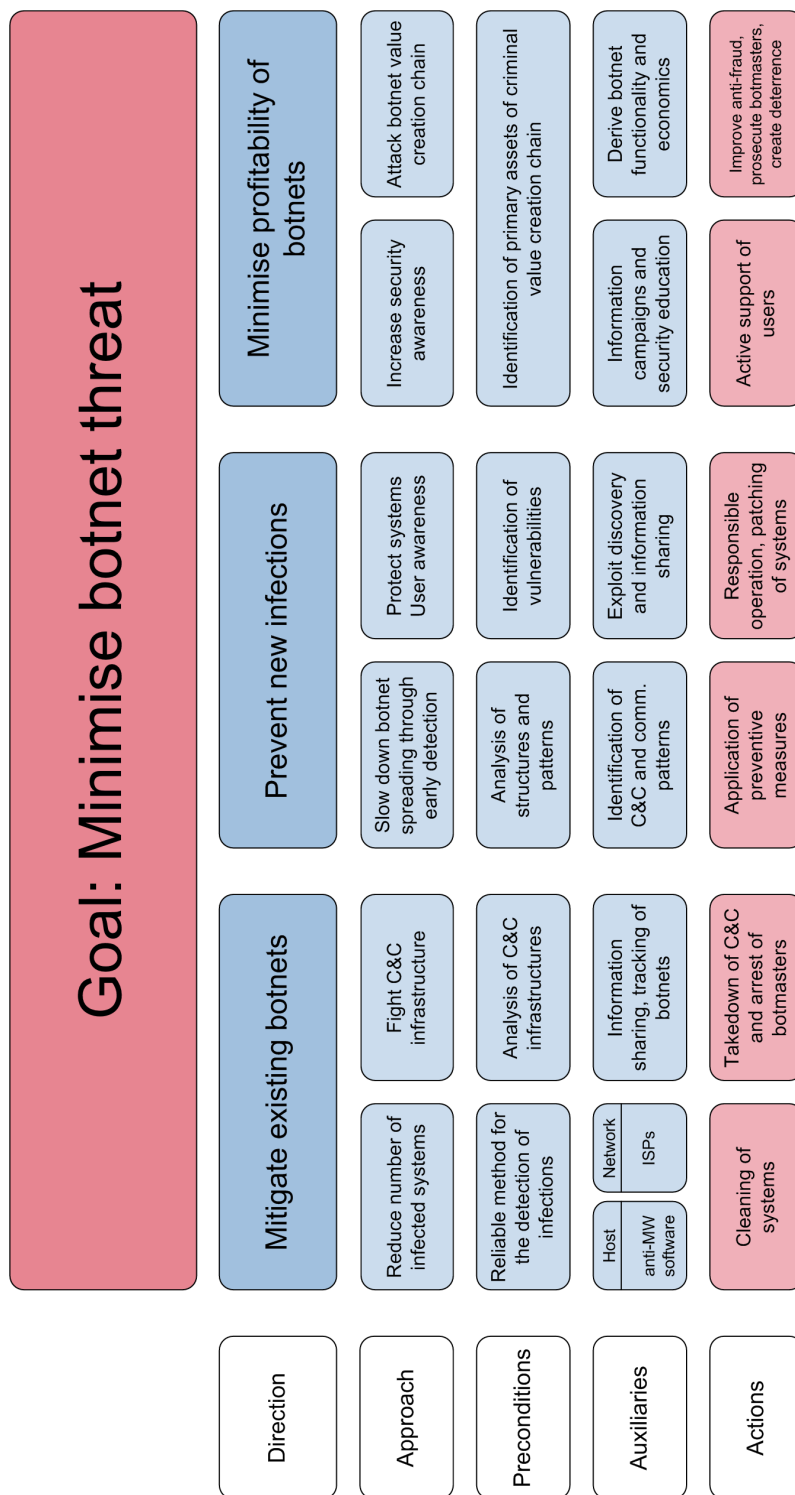 Goal: Minimise botnet threat
Direction
Mitigate existing botnets
Prevent new infections
Minimise profitability of
botnets
Approach
Reduce number of
infected systems
Fight C&C
infrastructure
Slow down botnet
spreading through
early detection
Protect systems
User awareness
Increase security
awareness
Attack botnet value
creation chain
Preconditions
Reliable method for
the detection of
infections
Analysis of C&C
infrastructures
Analysis of
structures and
patterns
Identification of
vulnerabilities
Identification of primary assets of criminal
value creation chain
Auxiliaries
Host
anti-MW
software
Network
ISPs
Information
sharing, tracking of
botnets
Identification of
C&C and comm.
patterns
Exploit discovery
and information
sharing
Information
campaigns and
security education
Derive botnet
functionality and
economics
Actions
Cleaning of
systems
Takedown of C&C
and arrest of
botmasters
Application of
preventive
measures
Responsible
operation, patching
of systems
Active support of
users
Improve anti-fraud,
prosecute botmasters,
create deterrence